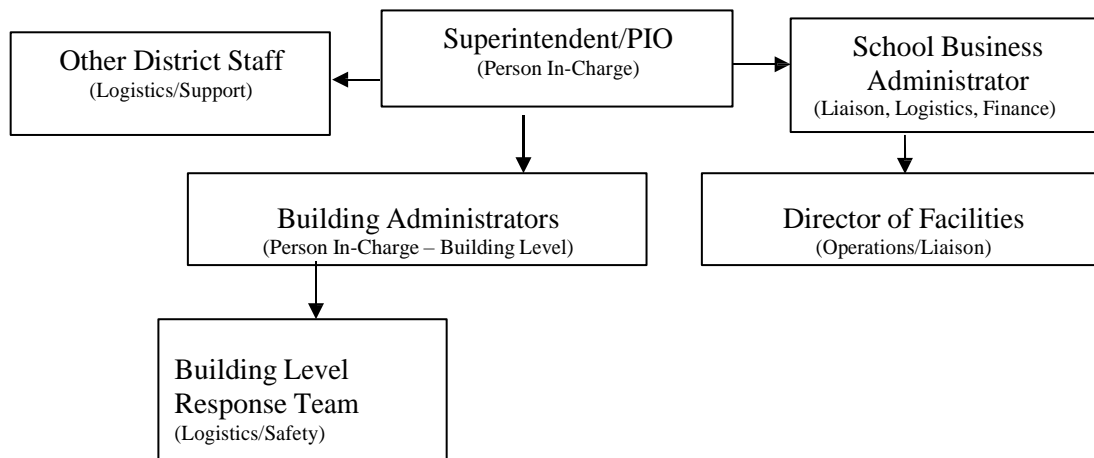 Superintendent/PIO
(Person In-Charge)
Other District Staff
(Logistics/Support)
School Business
Administrator
(Liaison, Logistics, Finance)
Building Administrators
(Person In-Charge – Building Level)
Director of Facilities
(Operations/Liaison)
Building Level
Response Team
(Logistics/Safety)